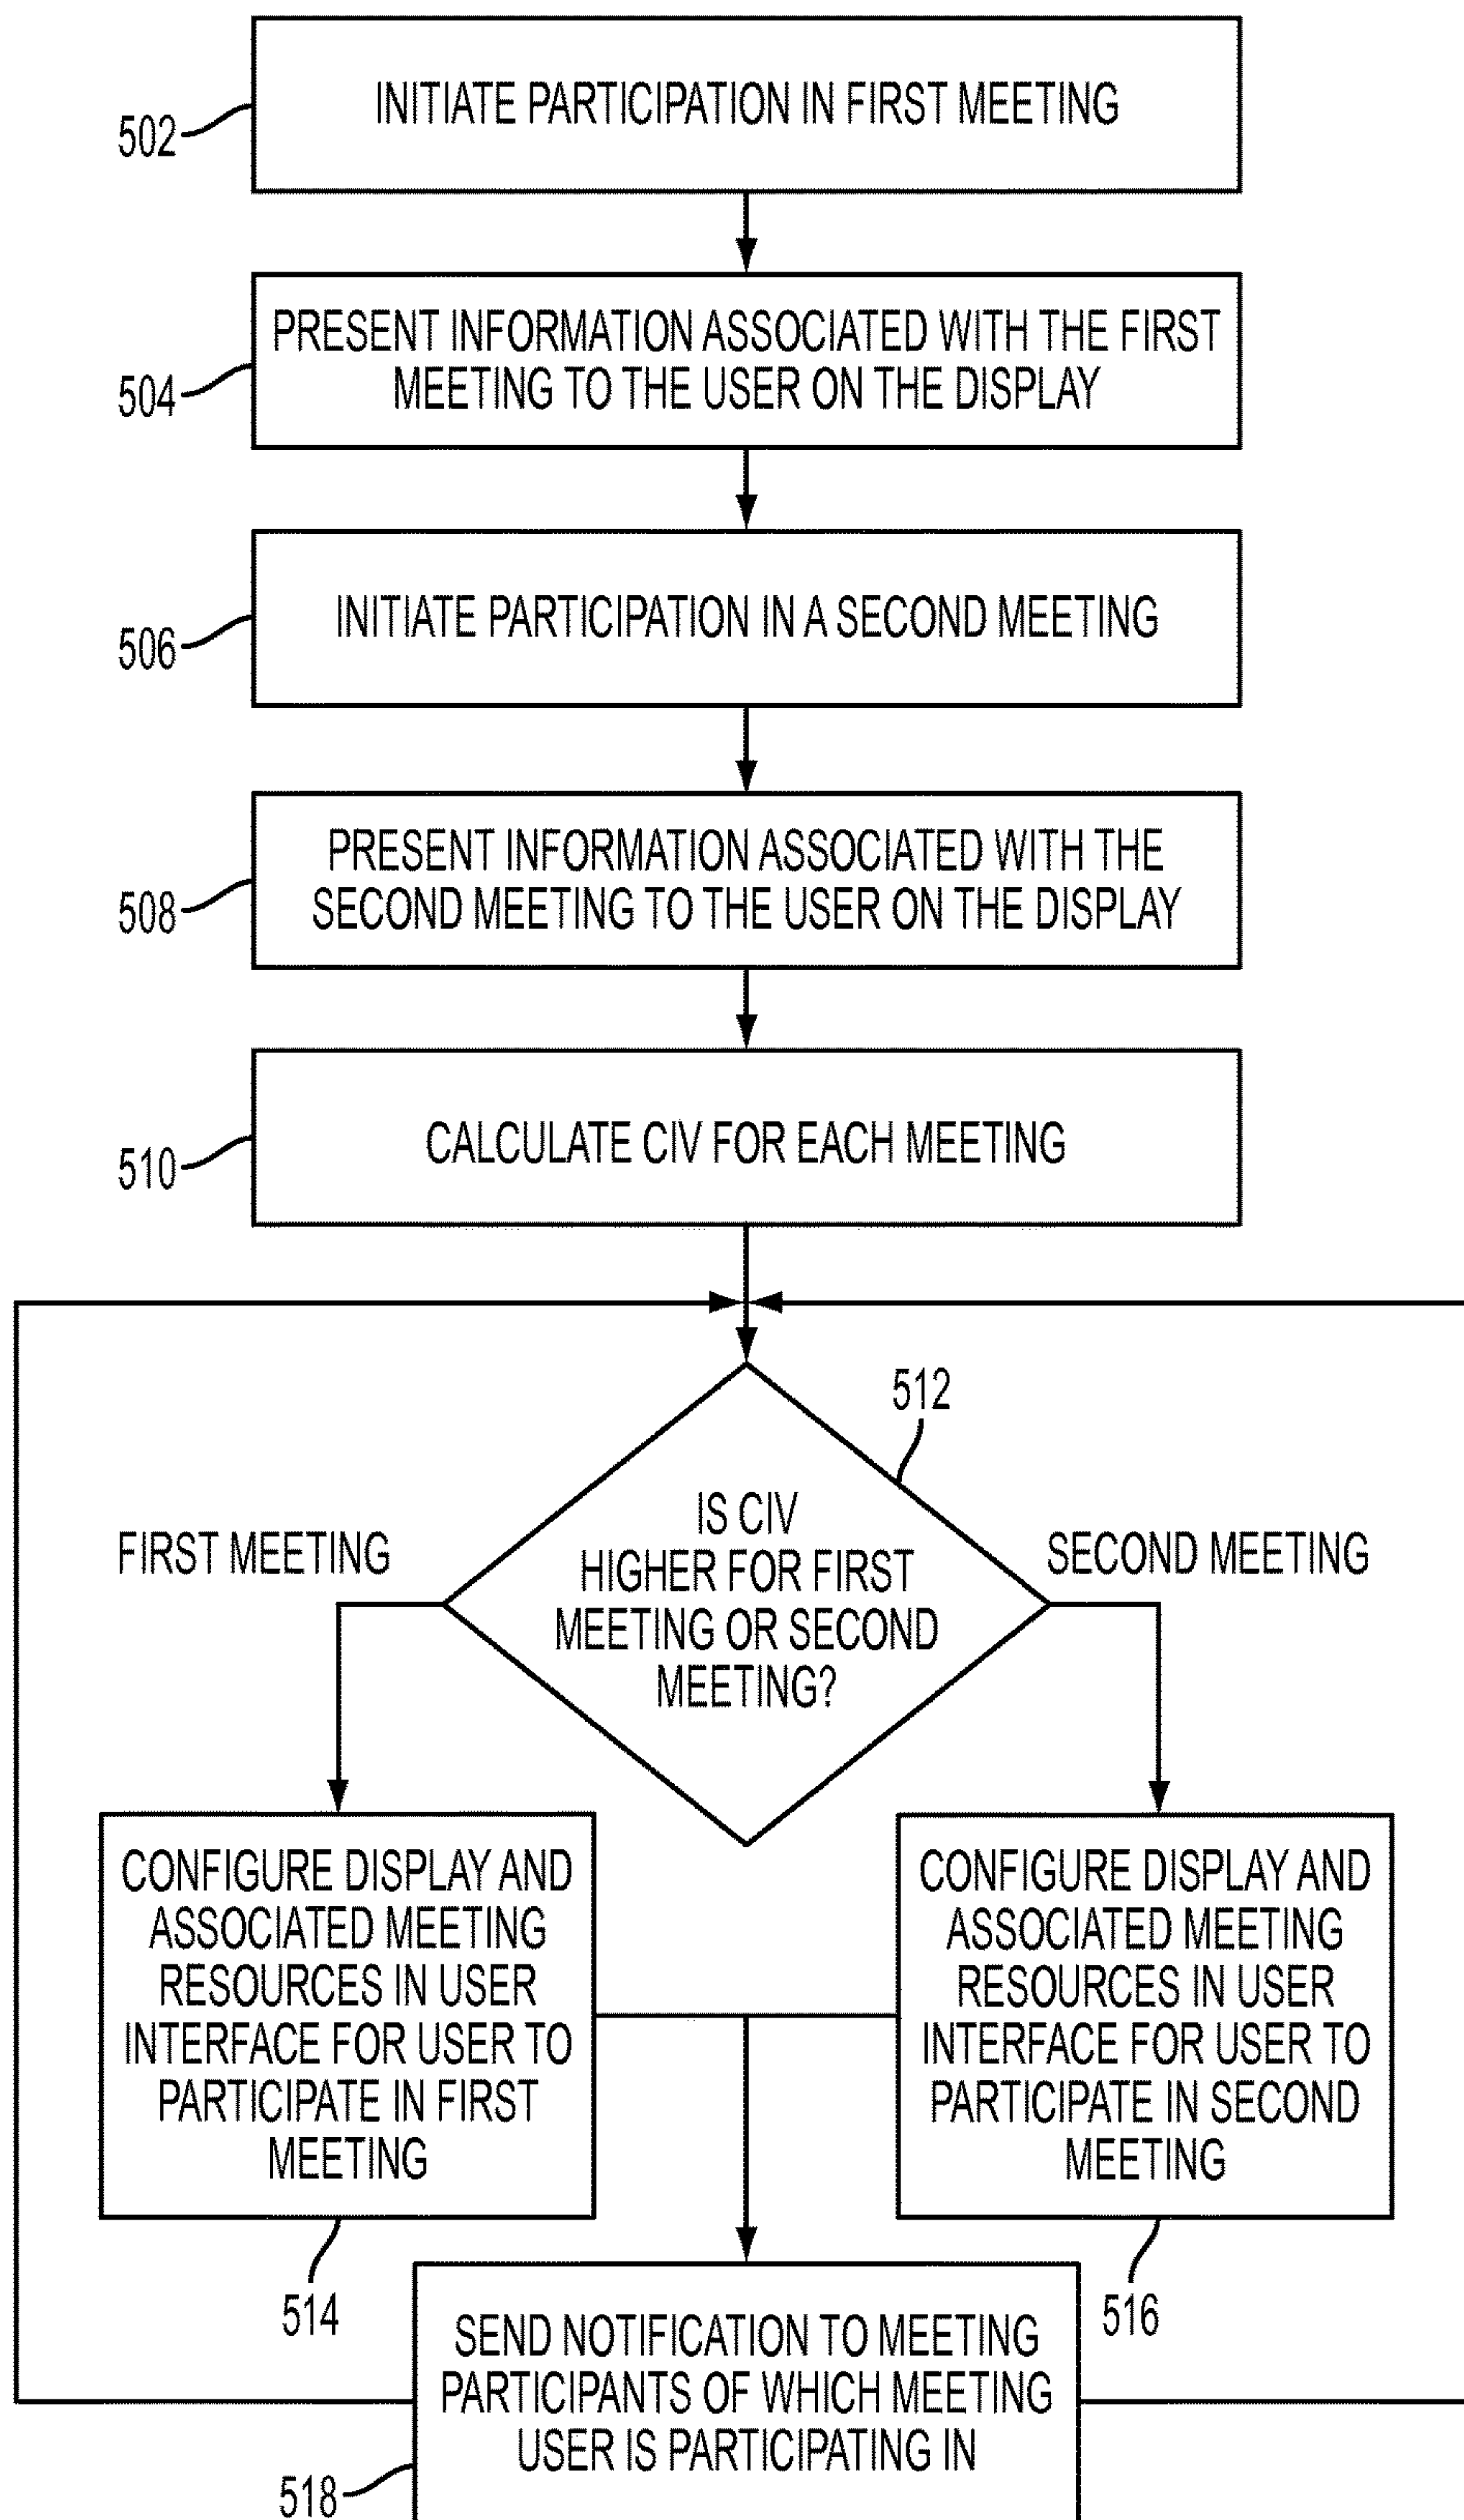 INITIATE PARTICIPATION IN FIRST MEETING
502
PRESENT INFORMATION ASSOCIATED WITH THE FIRST
MEETING TO THE USER ON THE DISPLAY
504
INITIATE PARTICIPATION IN A SECOND MEETING
506
PRESENT INFORMATION ASSOCIATED WITH THE
SECOND MEETING TO THE USER ON THE DISPLAY
508
CALCULATE CIV FOR EACH MEETING
510
512
IS CIV
HIGHER FOR FIRST
MEETING OR SECOND
MEETING?
FIRST MEETING
SECOND MEETING
CONFIGURE DISPLAY AND
ASSOCIATED MEETING
RESOURCES IN USER
INTERFACE FOR USER TO
PARTICIPATE IN FIRST
MEETING
514
CONFIGURE DISPLAY AND
ASSOCIATED MEETING
RESOURCES IN USER
INTERFACE FOR USER TO
PARTICIPATE IN SECOND
MEETING
516
SEND NOTIFICATION TO MEETING
PARTICIPANTS OF WHICH MEETING
USER IS PARTICIPATING IN
518